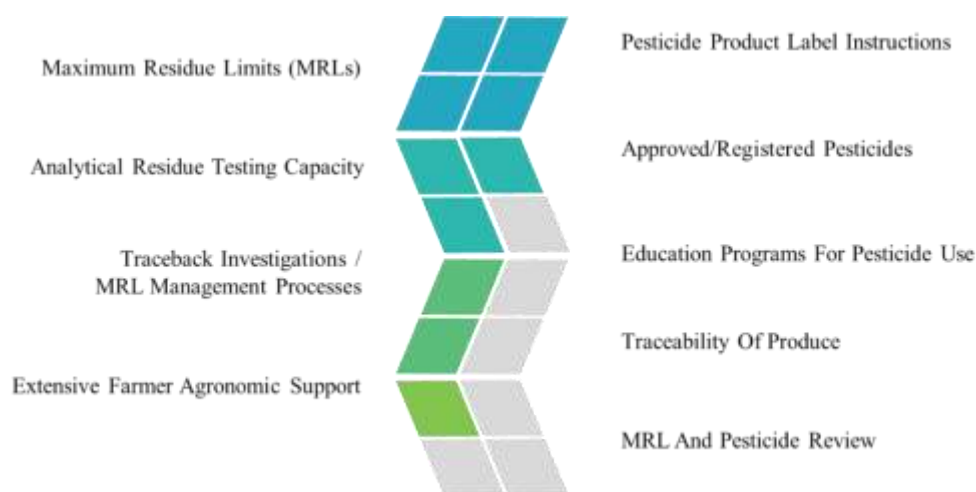 Maximum Residue Limits (MRLs)
Analytical Residue Testing Capacity
Traceback Investigations /
MRL Management Processes
Extensive Farmer Agronomic Support
Pesticide Product Label Instructions
Approved/Registered Pesticides
Education Programs For Pesticide Use
Traceability Of Produce
MRL And Pesticide Review